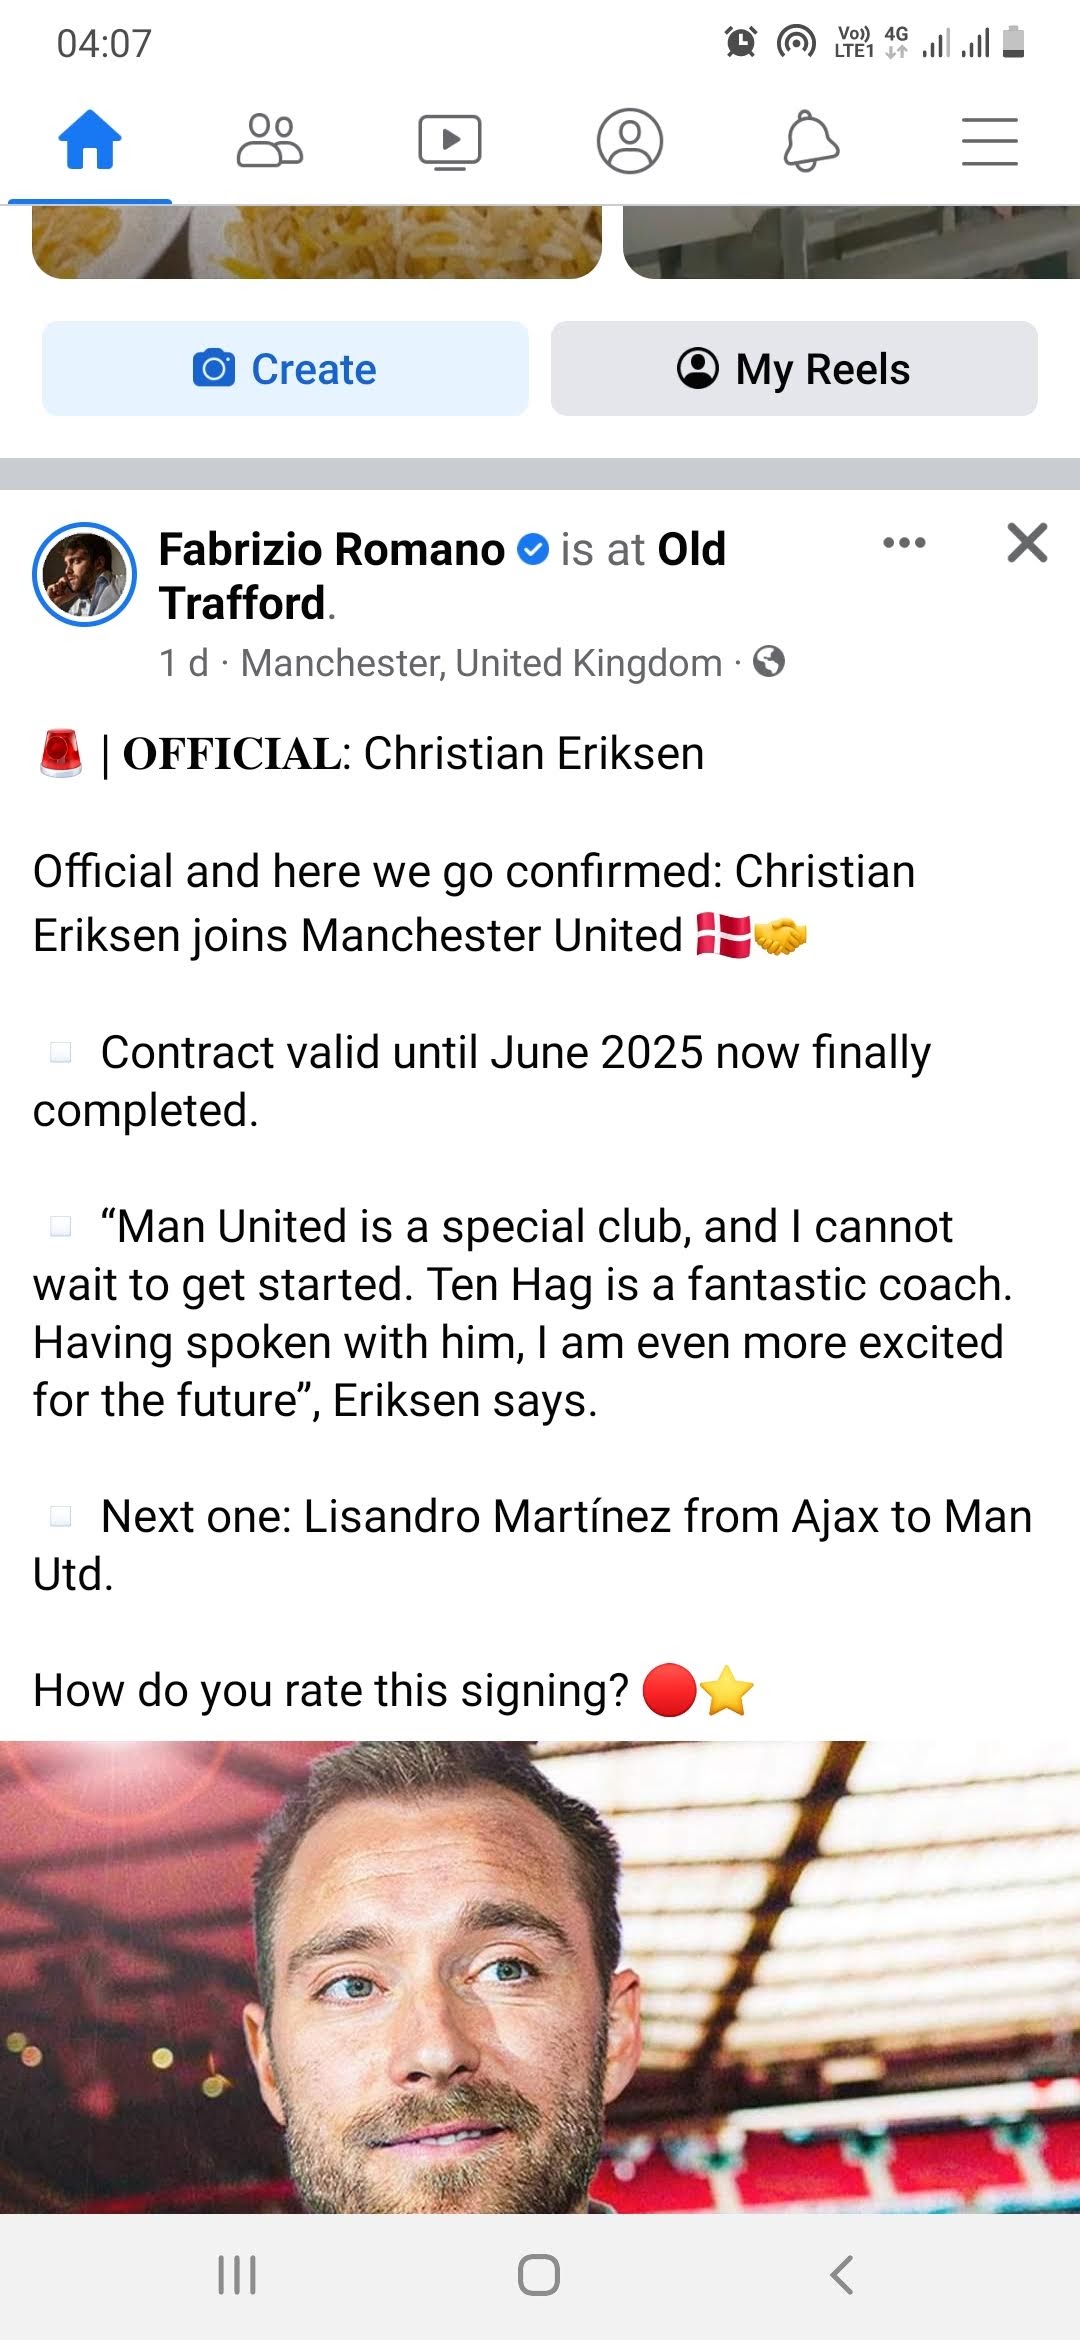 04:07
Vo))
LTE1
4G
Create
My Reels
Fabrizio Romano is at Old
Trafford.
1 d · Manchester, United Kingdom ·
| OFFICIAL: Christian Eriksen
Official and here we go confirmed: Christian
Eriksen joins Manchester United
Contract valid until June 2025 now finally
completed.
“Man United is a special club, and I cannot
wait to get started. Ten Hag is a fantastic coach.
Having spoken with him, I am even more excited
for the future”, Eriksen says.
Next one: Lisandro Martínez from Ajax to Man
Utd.
How do you rate this signing?